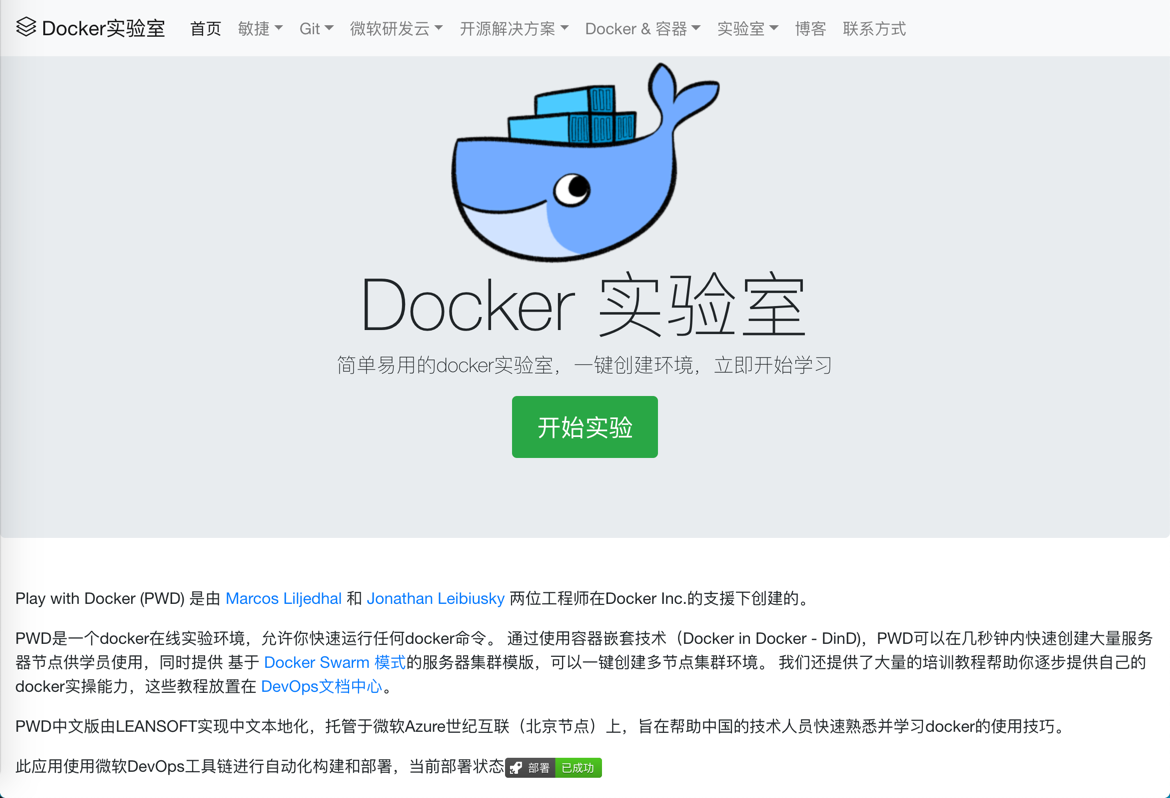 Docker实验室 首页 敏捷 Git 微软研发云 开源解决方案 Docker & 容器 实验室 博客 联系方式
Docker 实验室
简单易用的docker实验室，一键创建环境，立即开始学习
开始实验
Play with Docker (PWD) 是由 Marcos Liljedhal 和 Jonathan Leibiusky 两位工程师在Docker Inc.的支援下创建的。
PWD是一个docker在线实验环境，允许你快速运行任何docker命令。 通过使用容器嵌套技术（Docker in Docker - DinD)，PWD可以在几秒钟内快速创建大量服务
器节点供学员使用，同时提供 基于 Docker Swarm 模式的服务器集群模版，可以一键创建多节点集群环境。 我们还提供了大量的培训教程帮助你逐步提供自己的
docker实操能力，这些教程放置在 DevOps文档中心。
PWD中文版由LEANSOFT实现中文本地化，托管于微软Azure世纪互联（北京节点）上，旨在帮助中国的技术人员快速熟悉并学习docker的使用技巧。
此应用使用微软DevOps工具链进行自动化构建和部署，当前部署状态 部署 已成功